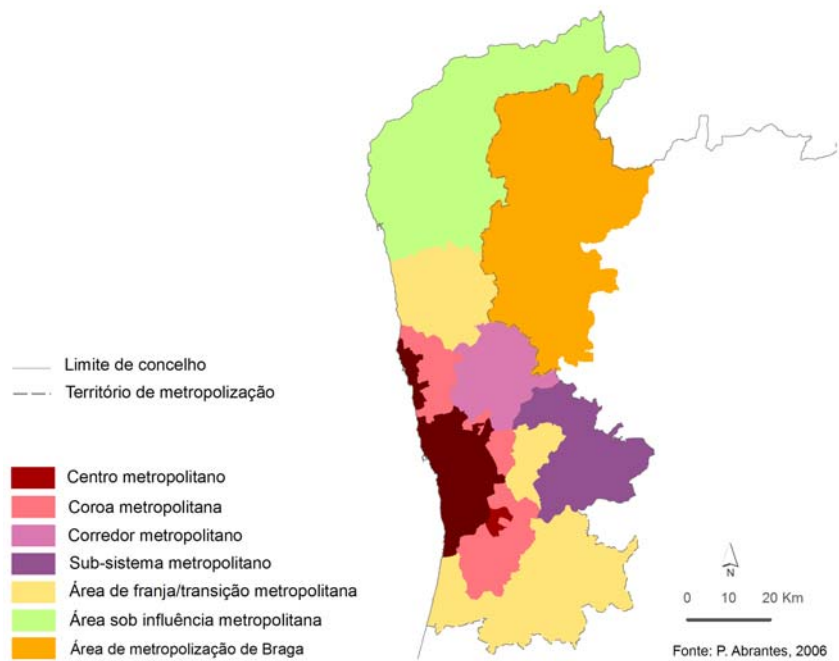 Limite de concelho
Território de metropolização
Centro metropolitano
Coroa metropolitana
Corredor metropolitano
Sub-sistema metropolitano
Área de franja/transição metropolitana
Área sob influência metropolitana
Área de metropolização de Braga
N
0 10 20 Km
Fonte: P. Abrantes, 2006